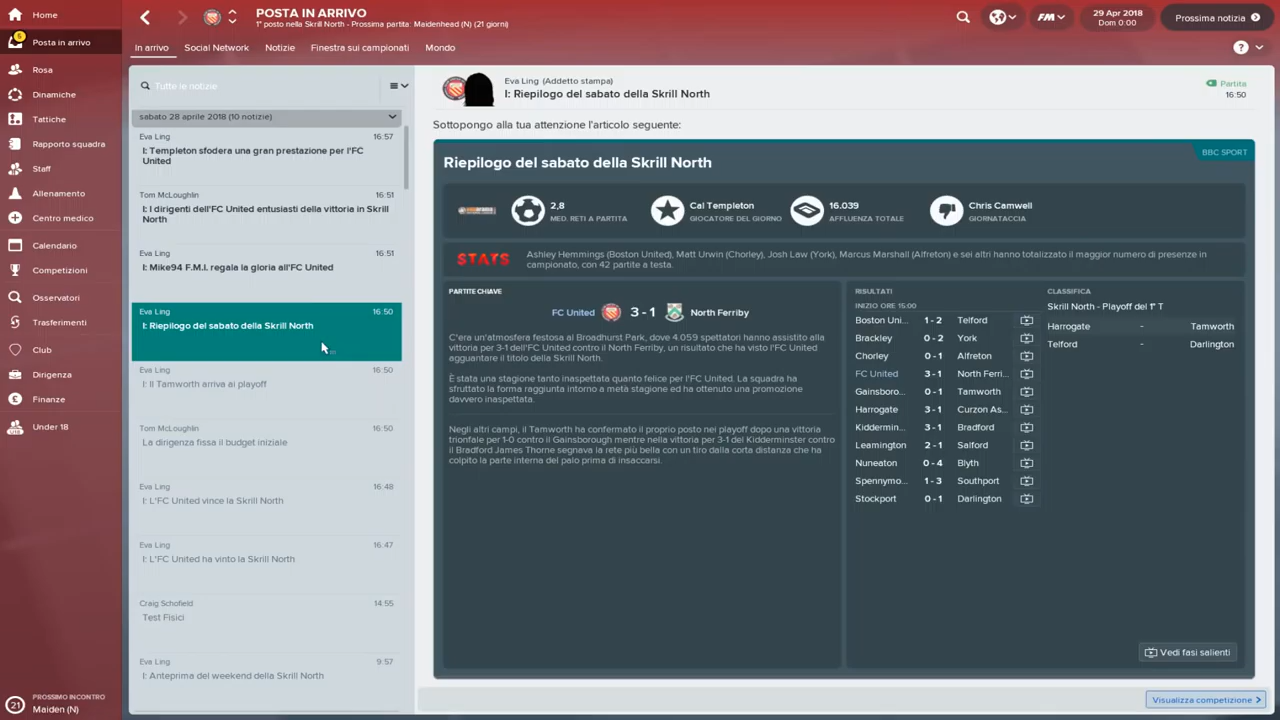 Home
5
Posta in arrivo
Rosa
Dinamiche
Tattiche
Rapporto squadra
Staff
Allenamento
Centro medico
Calendario
Competizioni
Osservatori
Trasferimenti
Club
Dirigenza
Finanze
Under 18
21
PROSSIMO INCONTRO
Maiden (N)
POSTA IN ARRIVO
1° posto nella Skrill North - Prossima partita: Maidenhead (N) (21 giorni)
FM
29 Apr 2018
Dom 0:00
Prossima notizia
In arrivo
Social Network
Notizie
Finestra sui campionati
Mondo
?
Tutte le notizie
sabato 28 aprile 2018 (10 notizie)
Eva Ling 16:57
I: Templeton sfodera una gran prestazione per l'FC
United
Tom McLoughlin 16:51
I: I dirigenti dell'FC United entusiasti della vittoria in Skrill
North
Eva Ling 16:51
I: Mike94 F.M.I. regala la gloria all'FC United
Eva Ling 16:50
I: Riepilogo del sabato della Skrill North
Eva Ling 16:50
I: Il Tamworth arriva ai playoff
Tom McLoughlin 16:50
La dirigenza fissa il budget iniziale
Eva Ling 16:48
I: L'FC United vince la Skrill North
Eva Ling 16:47
I: L'FC United ha vinto la Skrill North
Craig Schofield 14:55
Test Fisici
Eva Ling 9:57
I: Anteprima del weekend della Skrill North
Eva Ling (Addetto stampa)
I: Riepilogo del sabato della Skrill North
Partita
16:50
Sottopongo alla tua attenzione l'articolo seguente:
Riepilogo del sabato della Skrill North
BBC SPORT
2,8
MED. RETI A PARTITA
Cal Templeton
GIOCATORE DEL GIORNO
16.039
AFFLUENZA TOTALE
Chris Camwell
GIORNATACCIA
STATS
Ashley Hemmings (Boston United), Matt Urwin (Chorley), Josh Law (York), Marcus Marshall (Alfreton) e sei altri hanno totalizzato il maggior numero di presenze in
campionato, con 42 partite a testa.
PARTITE CHIAVE
FC United 3 - 1 North Ferriby
C'era un'atmosfera festosa al Broadhurst Park, dove 4.059 spettatori hanno assistito alla
vittoria per 3-1 dell'FC United contro il North Ferriby, un risultato che ha visto l'FC United
agguantare il titolo della Skrill North.
È stata una stagione tanto inaspettata quanto felice per l'FC United. La squadra ha
sfruttato la forma raggiunta intorno a metà stagione ed ha ottenuto una promozione
davvero inaspettata.
Negli altri campi, il Tamworth ha confermato il proprio posto nei playoff dopo una vittoria
trionfale per 1-0 contro il Gainsborough mentre nella vittoria per 3-1 del Kidderminster contro
il Bradford James Thorne segnava la rete più bella con un tiro dalla corta distanza che ha
colpito la parte interna del palo prima di insaccarsi.
RISULTATI
INIZIO ORE 15:00
Boston Uni... 1 - 2 Telford
Brackley 0 - 2 York
Chorley 0 - 1 Alfreton
FC United 3 - 1 North Ferri...
Gainsboro... 0 - 1 Tamworth
Harrogate 3 - 1 Curzon As...
Kiddermin... 3 - 1 Bradford
Leamington 2 - 1 Salford
Nuneaton 0 - 4 Blyth
Spennymo... 1 - 3 Southport
Stockport 0 - 1 Darlington
CLASSIFICA
Skrill North - Playoff del 1° T
Harrogate - Tamworth
Telford - Darlington
Vedi fasi salienti
Visualizza competizione